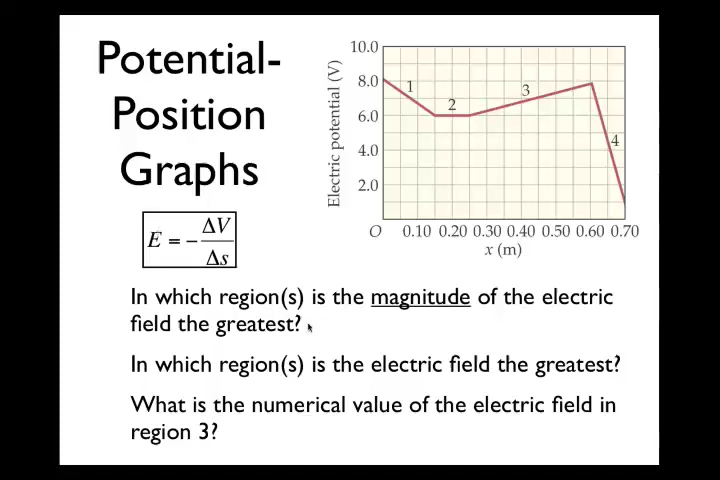 Potential-
Position
Graphs
E = − ΔV
Δs
Electric potential (V)
10.0
8.0
6.0
4.0
2.0
1
2
3
4
O 0.10 0.20 0.30 0.40 0.50 0.60 0.70
x (m)
In which region(s) is the magnitude of the electric
field the greatest?
In which region(s) is the electric field the greatest?
What is the numerical value of the electric field in
region 3?